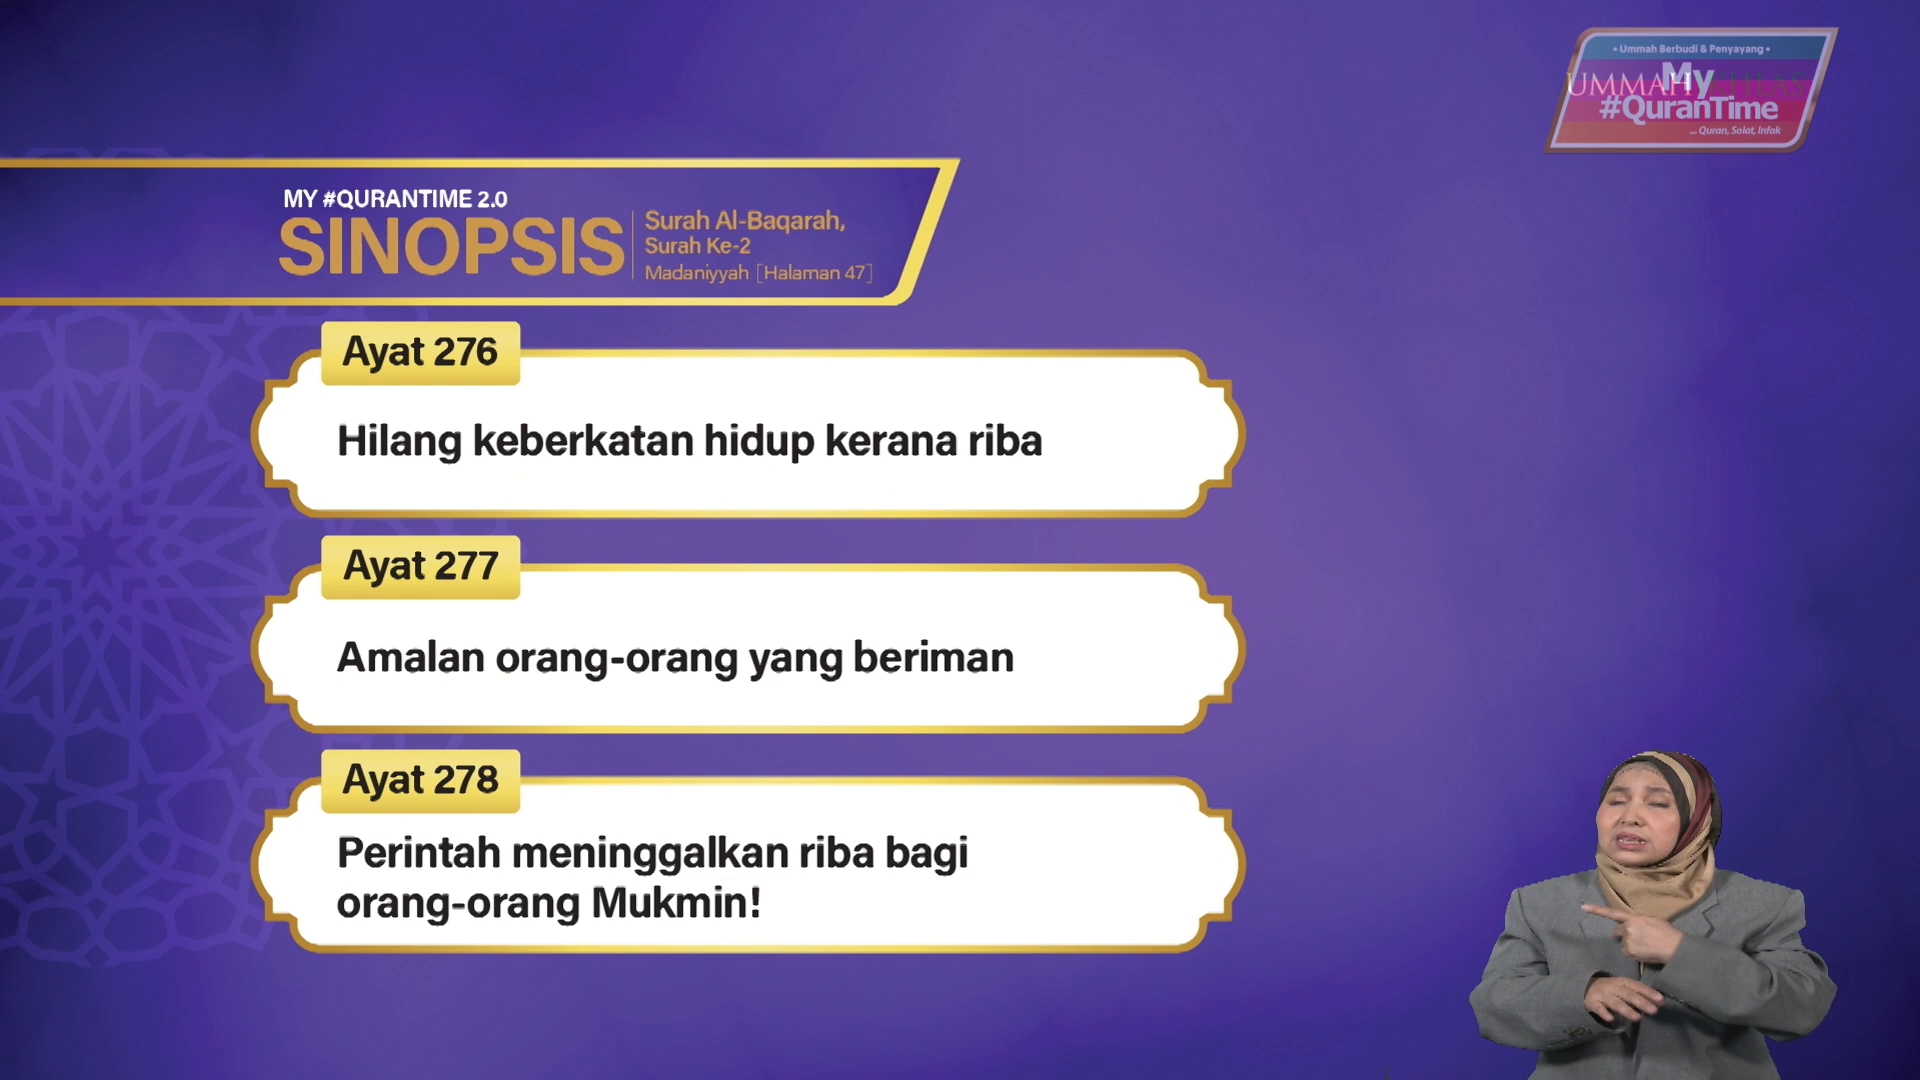 • Ummah Berbudi & Penyayang •
UMMAH
My
#QuranTime
... Quran, Solat, Infak
MY #QURANTIME 2.0
SINOPSIS
Surah Al-Baqarah,
Surah Ke-2
Madaniyyah [Halaman 47]
Ayat 276
Hilang keberkatan hidup kerana riba
Ayat 277
Amalan orang-orang yang beriman
Ayat 278
Perintah meninggalkan riba bagi
orang-orang Mukmin!